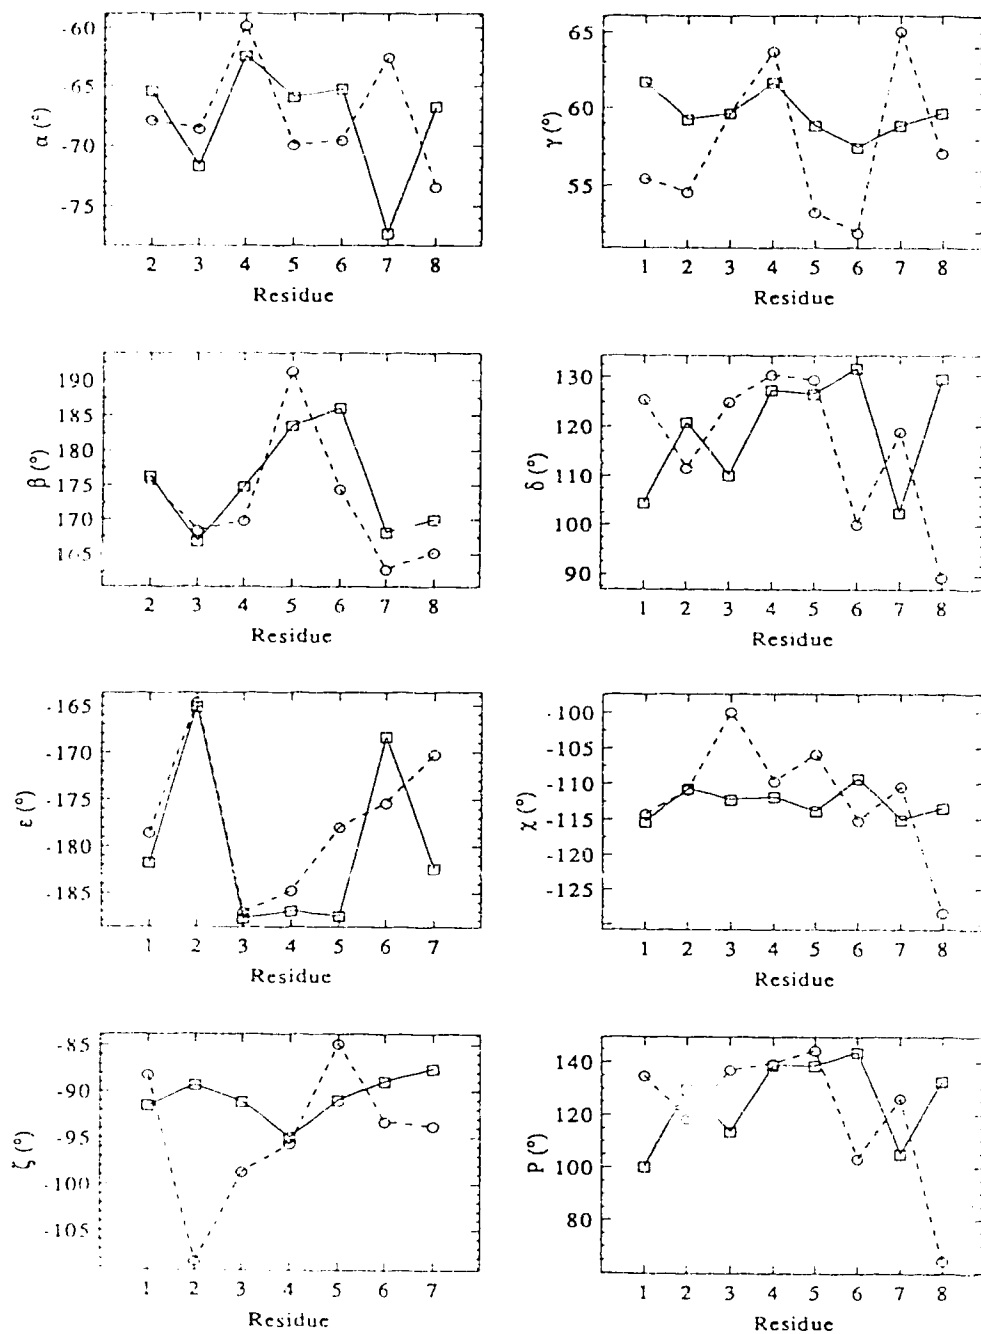 -60
-65
-70
-75
α (°)
2 3 4 5 6 7 8
Residue
65
60
55
γ (°)
1 2 3 4 5 6 7 8
Residue
190
185
180
175
170
165
β (°)
2 3 4 5 6 7 8
Residue
130
120
110
100
90
δ (°)
1 2 3 4 5 6 7 8
Residue
-165
-170
-175
-180
-185
ε (°)
1 2 3 4 5 6 7
Residue
-100
-105
-110
-115
-120
-125
χ (°)
1 2 3 4 5 6 7 8
Residue
-85
-90
-95
-100
-105
ζ (°)
1 2 3 4 5 6 7
Residue
140
120
100
80
P (°)
1 2 3 4 5 6 7 8
Residue